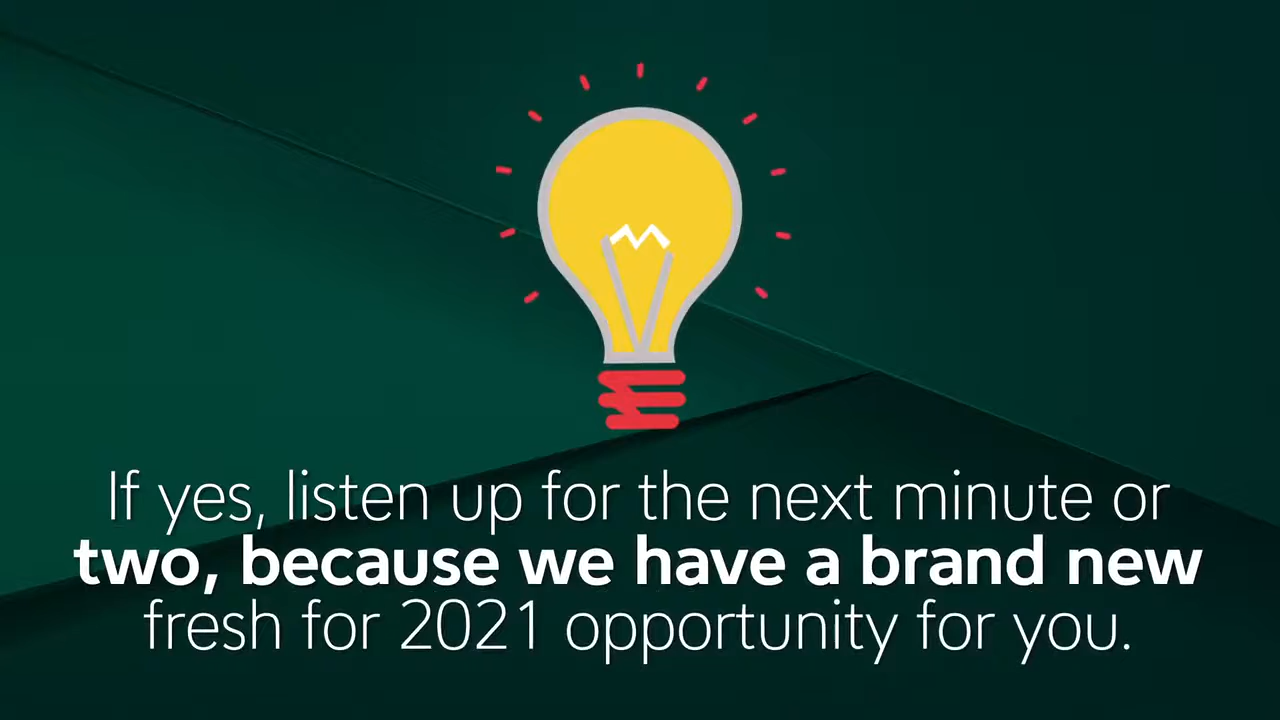 If yes, listen up for the next minute or
two, because we have a brand new
fresh for 2021 opportunity for you.